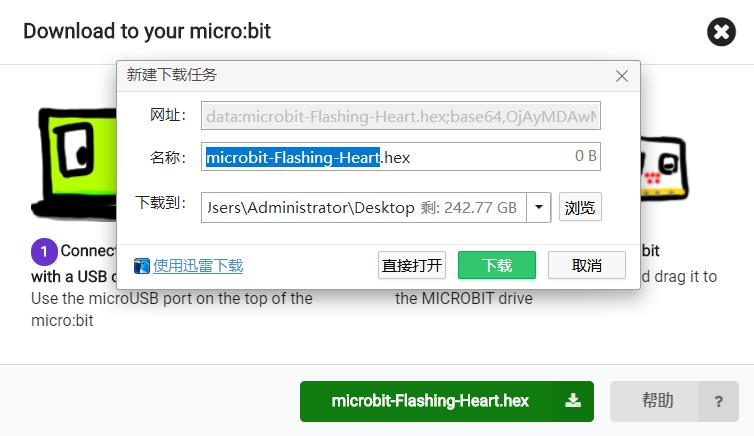 Download to your micro:bit
新建下载任务
网址：
data:microbit-Flashing-Heart.hex;base64,OjAyMDAwM
名称：
microbit-Flashing-Heart.hex
0 B
下载到：
Users\Administrator\Desktop 剩: 242.77 GB
浏览
使用迅雷下载
直接打开
下载
取消
1 Connect
with a USB
Use the microUSB port on the top of the
micro:bit
bit
drag it to
the MICROBIT drive
microbit-Flashing-Heart.hex
帮助 ?